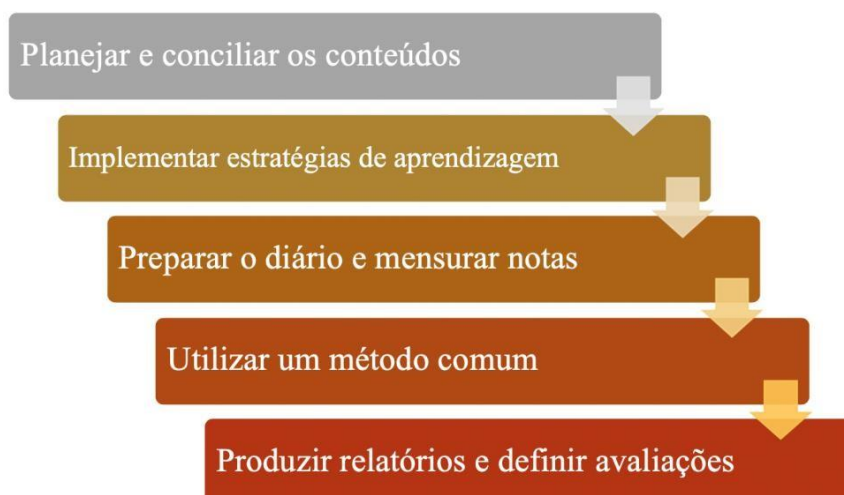 Planejar e conciliar os conteúdos
Implementar estratégias de aprendizagem
Preparar o diário e mensurar notas
Utilizar um método comum
Produzir relatórios e definir avaliações